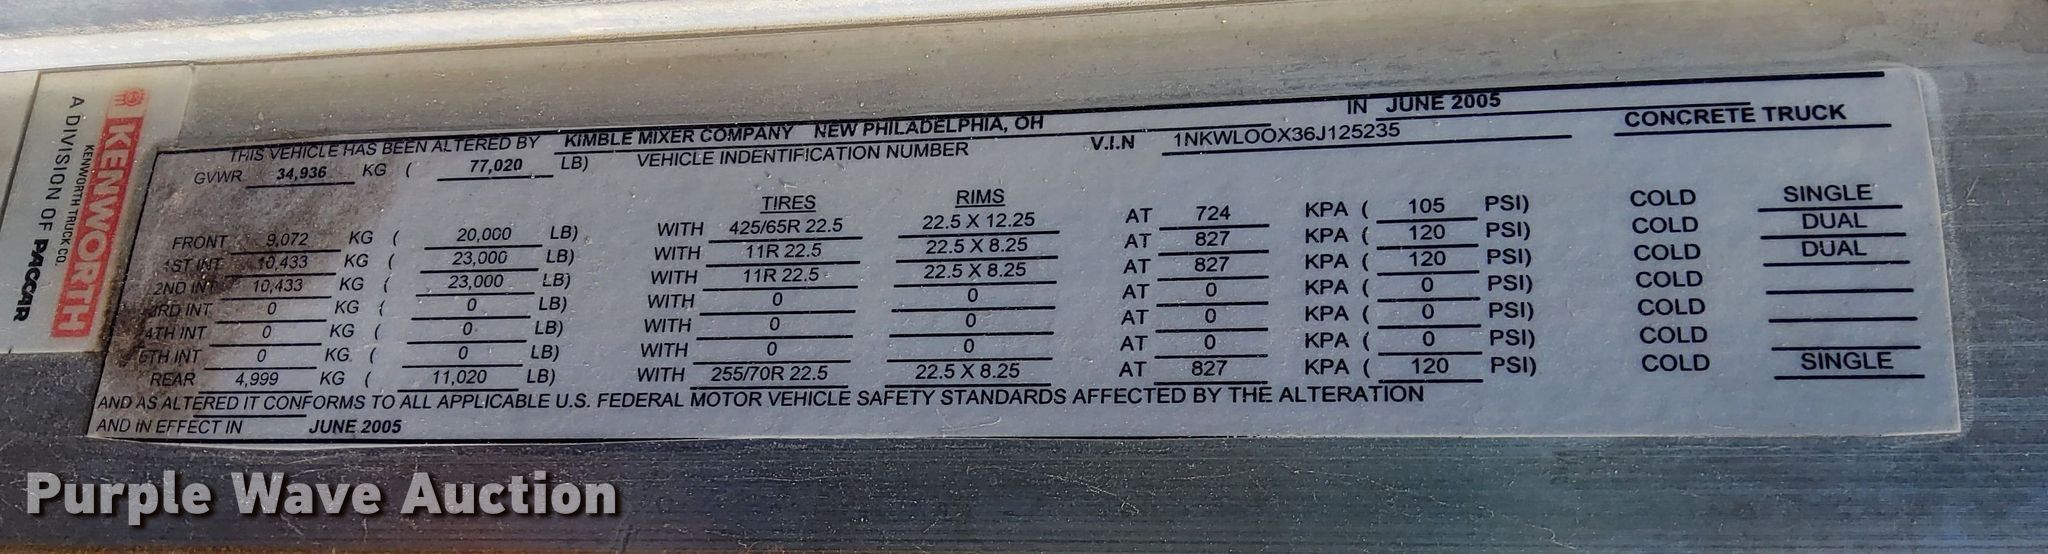 KENWORTH
KENWORTH TRUCK CO.
A DIVISION OF PACCAR
THIS VEHICLE HAS BEEN ALTERED BY KIMBLE MIXER COMPANY NEW PHILADELPHIA, OH IN JUNE 2005
GVWR 34,936 KG ( 77,020 LB) VEHICLE INDENTIFICATION NUMBER V.I.N 1NKWLOOX36J125235 CONCRETE TRUCK
TIRES RIMS
FRONT 9,072 KG ( 20,000 LB) WITH 425/65R 22.5 22.5 X 12.25 AT 724 KPA ( 105 PSI) COLD SINGLE
1ST INT 10,433 KG ( 23,000 LB) WITH 11R 22.5 22.5 X 8.25 AT 827 KPA ( 120 PSI) COLD DUAL
2ND INT 10,433 KG ( 23,000 LB) WITH 11R 22.5 22.5 X 8.25 AT 827 KPA ( 120 PSI) COLD DUAL
3RD INT 0 KG ( 0 LB) WITH 0 0 AT 0 KPA ( 0 PSI) COLD
4TH INT 0 KG ( 0 LB) WITH 0 0 AT 0 KPA ( 0 PSI) COLD
5TH INT 0 KG ( 0 LB) WITH 0 0 AT 0 KPA ( 0 PSI) COLD
REAR 4,999 KG ( 11,020 LB) WITH 255/70R 22.5 22.5 X 8.25 AT 827 KPA ( 120 PSI) COLD SINGLE
AND AS ALTERED IT CONFORMS TO ALL APPLICABLE U.S. FEDERAL MOTOR VEHICLE SAFETY STANDARDS AFFECTED BY THE ALTERATION
AND IN EFFECT IN JUNE 2005
Purple Wave Auction